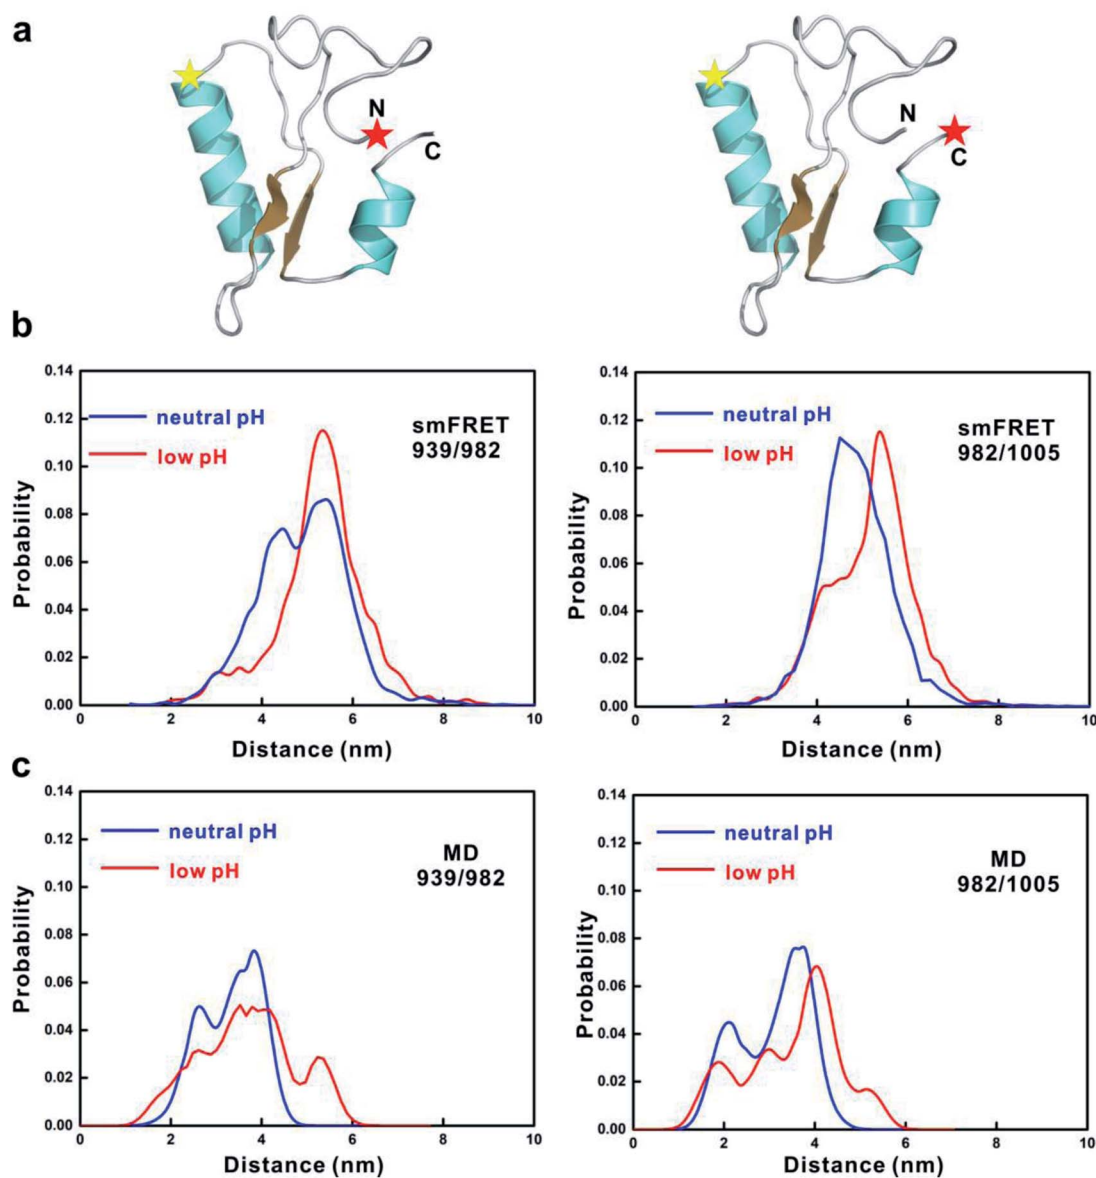 a
N
C
N
C
b
0.14
0.12
0.10
0.08
0.06
0.04
0.02
0.00
Probability
neutral pH
low pH
smFRET
939/982
0 2 4 6 8 10
Distance (nm)
0.14
0.12
0.10
0.08
0.06
0.04
0.02
0.00
Probability
neutral pH
low pH
smFRET
982/1005
0 2 4 6 8 10
Distance (nm)
c
0.14
0.12
0.10
0.08
0.06
0.04
0.02
0.00
Probability
neutral pH
low pH
MD
939/982
0 2 4 6 8 10
Distance (nm)
0.14
0.12
0.10
0.08
0.06
0.04
0.02
0.00
Probability
neutral pH
low pH
MD
982/1005
0 2 4 6 8 10
Distance (nm)